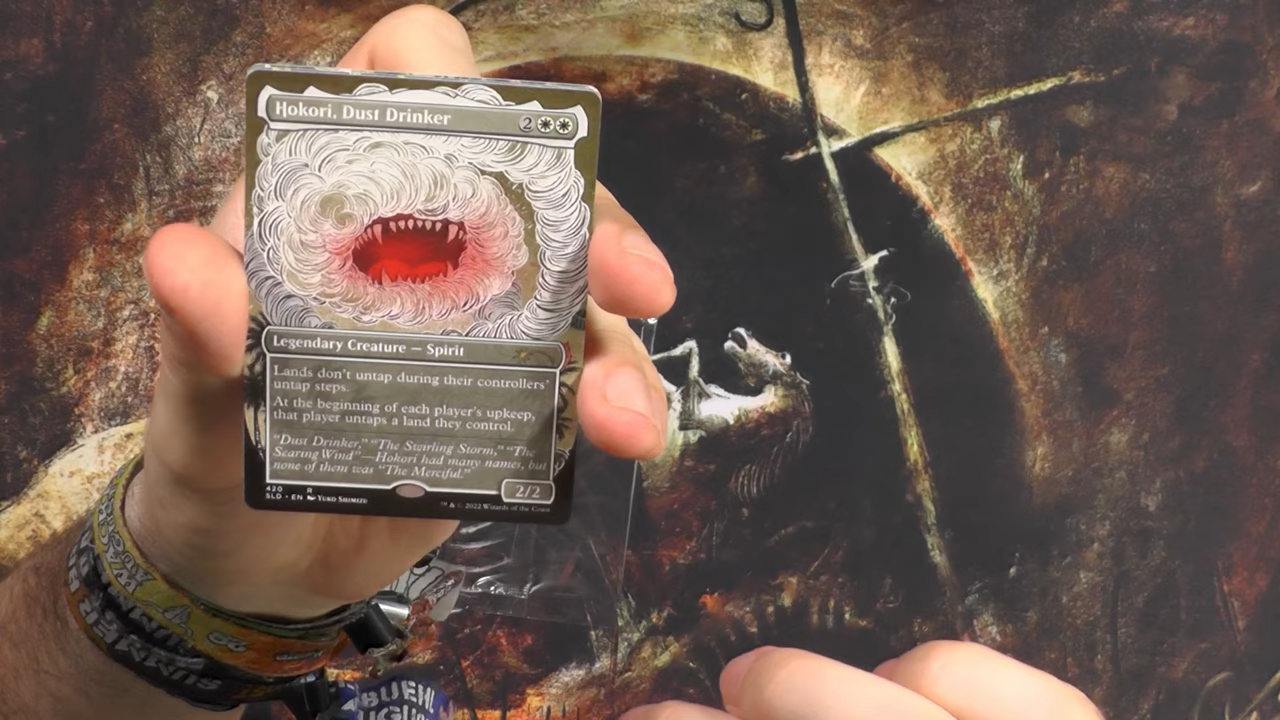 Hokori, Dust Drinker
2
Legendary Creature — Spirit
Lands don't untap during their controllers'
untap steps.
At the beginning of each player's upkeep,
that player untaps a land they control.
"Dust Drinker," "The Swirling Storm," "The
Searing Wind"—Hokori had many names, but
none of them was "The Merciful."
2/2
420 R
SLD • EN Yuko Shimizu
™ & © 2022 Wizards of the Coast
SUMMER
BUEHL